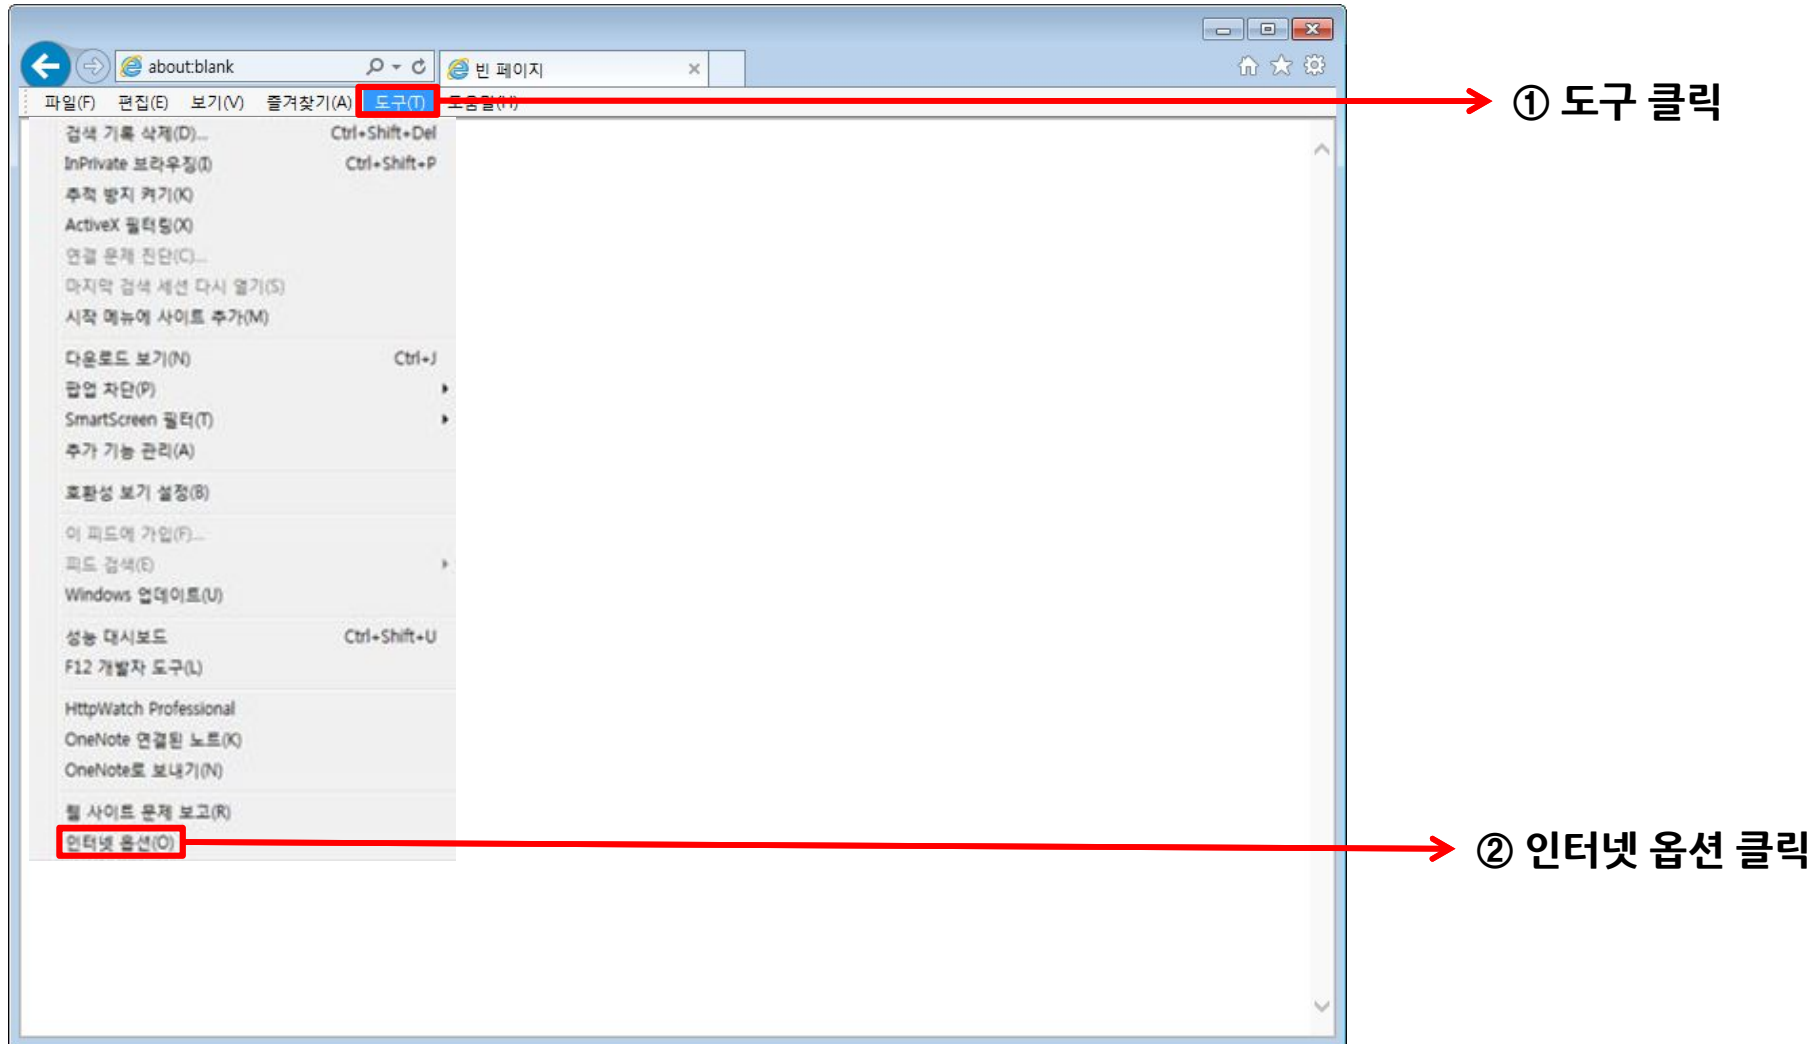 about:blank
빈 페이지
파일(F) 편집(E) 보기(V) 즐겨찾기(A) 도구(T) 도움말(H)
① 도구 클릭
검색 기록 삭제(D)... Ctrl+Shift+Del
InPrivate 브라우징(I) Ctrl+Shift+P
추적 방지 켜기(K)
ActiveX 필터링(X)
연결 문제 진단(C)...
마지막 검색 세션 다시 열기(S)
시작 메뉴에 사이트 추가(M)
다운로드 보기(N) Ctrl+J
팝업 차단(P)
SmartScreen 필터(T)
추가 기능 관리(A)
호환성 보기 설정(B)
이 피드에 가입(F)...
피드 검색(E)
Windows 업데이트(U)
성능 대시보드 Ctrl+Shift+U
F12 개발자 도구(L)
HttpWatch Professional
OneNote 연결된 노트(K)
OneNote로 보내기(N)
웹 사이트 문제 보고(R)
인터넷 옵션(O)
② 인터넷 옵션 클릭